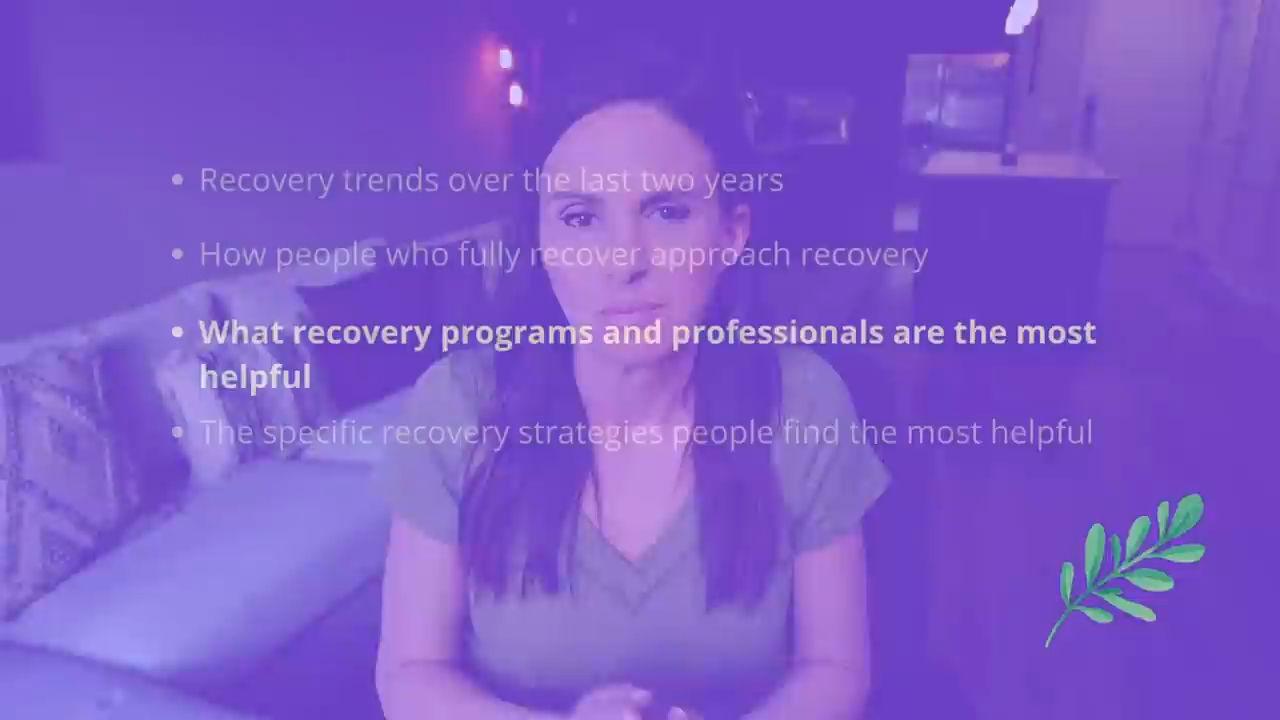 • Recovery trends over the last two years
• How people who fully recover approach recovery
• What recovery programs and professionals are the most
helpful
• The specific recovery strategies people find the most helpful